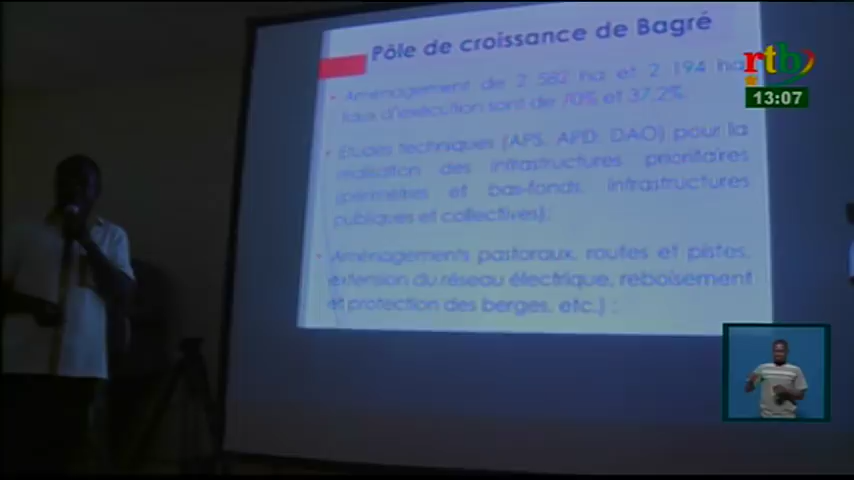 Pôle de croissance de Bagré
Aménagement de 2 582 ha et 2 194 ha
taux d'exécution sont de 70% et 37,2%
Etudes techniques (APS, APD, DAO) pour la
réalisation des infrastructures prioritaires
(périmètres et bas-fonds, infrastructures
publiques et collectives);
Aménagements pastoraux, routes et pistes,
extension du réseau électrique, reboisement
et protection des berges, etc.) ;
rtb
13:07